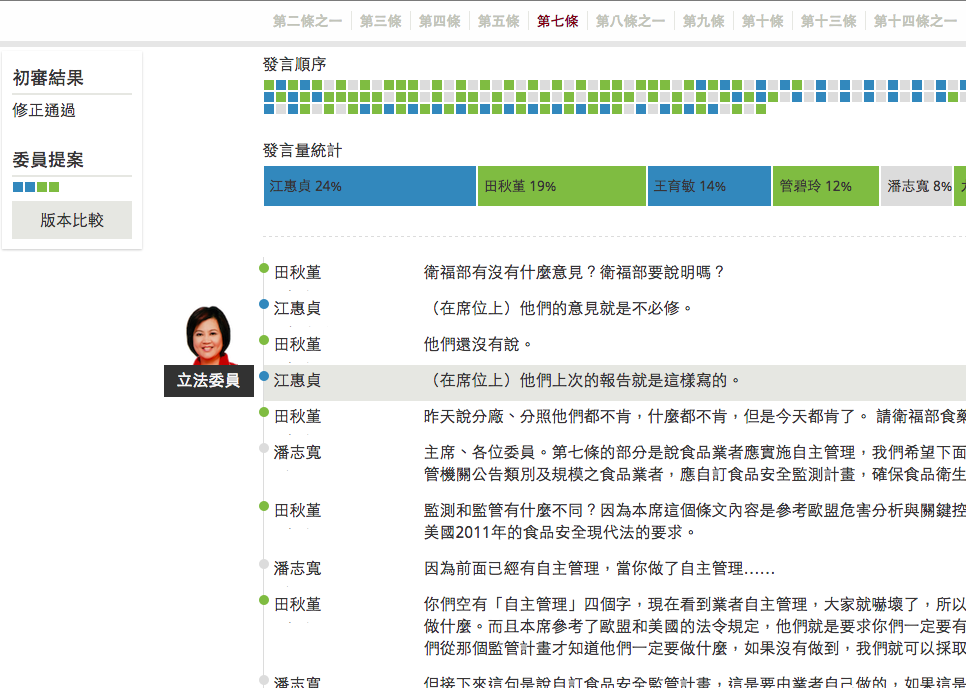 第二條之一 第三條 第四條 第五條 第七條 第八條之一 第九條 第十條 第十三條 第十四條之一
初審結果
修正通過
委員提案
版本比較
發言順序
發言量統計
江惠貞 24% 田秋堇 19% 王育敏 14% 管碧玲 12% 潘志寬 8%
田秋堇 衛福部有沒有什麼意見？衛福部要說明嗎？
江惠貞 （在席位上）他們的意見就是不必修。
田秋堇 他們還沒有說。
立法委員
江惠貞 （在席位上）他們上次的報告就是這樣寫的。
田秋堇 昨天說分廠、分照他們都不肯，什麼都不肯，但是今天都肯了。 請衛福部食藥
潘志寬 主席、各位委員。第七條的部分是說食品業者應實施自主管理，我們希望下面
管機關公告類別及規模之食品業者，應自訂食品安全監測計畫，確保食品衛生
田秋堇 監測和監管有什麼不同？因為本席這個條文內容是參考歐盟危害分析與關鍵控
美國2011年的食品安全現代法的要求。
潘志寬 因為前面已經有自主管理，當你做了自主管理……
田秋堇 你們空有「自主管理」四個字，現在看到業者自主管理，大家就嚇壞了，所以
做什麼。而且本席參考了歐盟和美國的法令規定，他們就是要求你們一定要有
們從那個監管計畫才知道他們一定要做什麼，如果沒有做到，我們就可以採取
潘志寬 但接下來這句是說自訂食品安全監管計畫，這是要由業者自己做的，如果這是